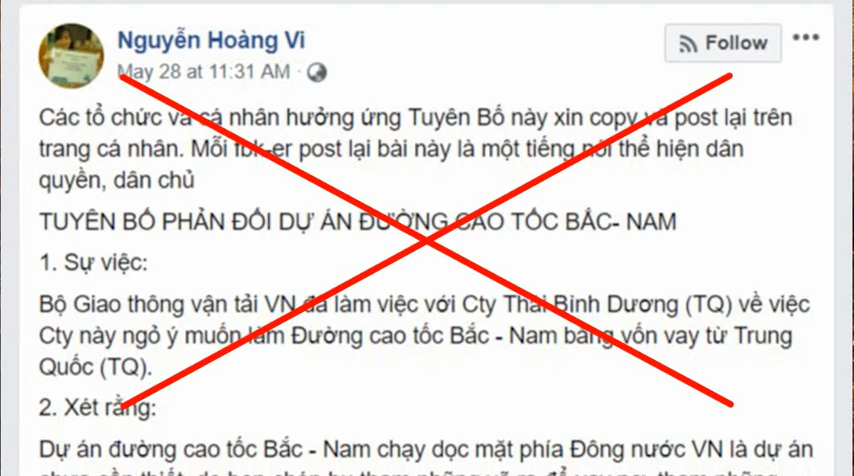 Nguyễn Hoàng Vi
Follow
May 28 at 11:31 AM
Các tổ chức và cá nhân hưởng ứng Tuyên Bố này xin copy và post lại trên
trang cá nhân. Mỗi fbk-er post lại bài này là một tiếng nói thể hiện dân
quyền, dân chủ
TUYÊN BỐ PHẢN ĐỐI DỰ ÁN ĐƯỜNG CAO TỐC BẮC- NAM
1. Sự việc:
Bộ Giao thông vận tải VN đã làm việc với Cty Thái Bình Dương (TQ) về việc
Cty này ngỏ ý muốn làm Đường cao tốc Bắc - Nam bằng vốn vay từ Trung
Quốc (TQ).
2. Xét rằng:
Dự án đường cao tốc Bắc - Nam chạy dọc mặt phía Đông nước VN là dự án